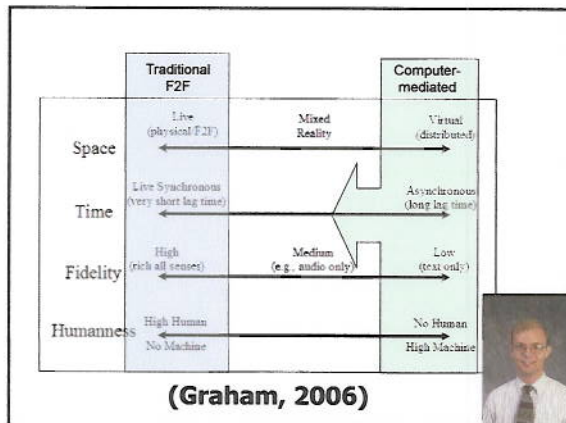 Traditional
F2F
Computer-
mediated
Live
(physical/F2F)
Mixed
Reality
Virtual
(distributed)
Space
Live Synchronous
(very short lag time)
Asynchronous
(long lag time)
Time
High
(rich all senses)
Medium
(e.g., audio only)
Low
(text only)
Fidelity
High Human
No Machine
No Human
High Machine
Humanness
(Graham, 2006)